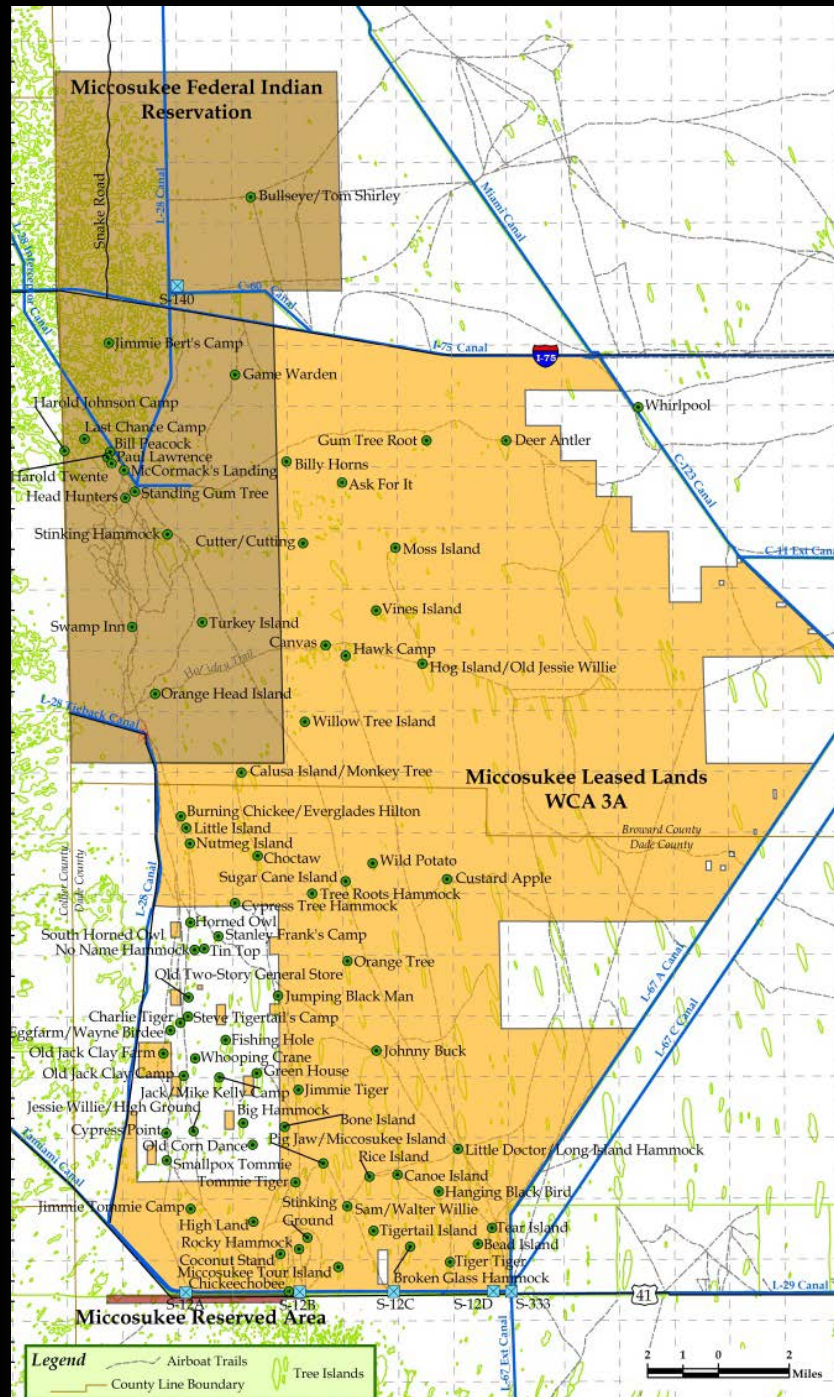 Miccosukee Federal Indian
Reservation
Snake Road
L-28 Canal
Miami Canal
Bullseye/Tom Shirley
L-28 Interceptor Canal
S-140
C-60 Canal
I-75 Canal
I-75
Jimmie Bert's Camp
Game Warden
Harold Johnson Camp
Whirlpool
Last Chance Camp
Bill Peacock
Paul Lawrence
Harold Twente
McCormack's Landing
Head Hunters
Standing Gum Tree
Gum Tree Root
Deer Antler
Billy Horns
Ask For It
C-123 Canal
Stinking Hammock
Cutter/Cutting
Moss Island
C-11 Ext Canal
Vines Island
Swamp Inn
Turkey Island
Canvas
Hawk Camp
Hog Island/Old Jessie Willie
Orange Head Island
L-28 Tieback Canal
Willow Tree Island
Calusa Island/Monkey Tree
Miccosukee Leased Lands
WCA 3A
Burning Chickee/Everglades Hilton
Little Island
Nutmeg Island
Broward County
Dade County
Choctaw
Wild Potato
Sugar Cane Island
Custard Apple
Tree Roots Hammock
Cypress Tree Hammock
Collier County
Dade County
L-28 Canal
Horned Owl
South Horned Owl
Stanley Frank's Camp
No Name Hammock
Tin Top
Orange Tree
Old Two-Story General Store
Jumping Black Man
L-67 A Canal
L-67 C Canal
Charlie Tiger
Steve Tigertail's Camp
Eggfarm/Wayne Birdee
Fishing Hole
Old Jack Clay Farm
Whooping Crane
Johnny Buck
Old Jack Clay Camp
Green House
Jack/Mike Kelly Camp
Jimmie Tiger
Jessie Willie/High Ground
Big Hammock
Bone Island
Cypress Point
Tamiami Canal
Old Corn Dance
Pig Jaw/Miccosukee Island
Little Doctor/Long Island Hammock
Smallpox Tommie
Rice Island
Tommie Tiger
Canoe Island
Hanging Black Bird
Jimmie Tommie Camp
Stinking
Ground
Sam/Walter Willie
High Land
Tigertail Island
Tear Island
Rocky Hammock
Bead Island
Coconut Stand
Miccosukee Tour Island
Tiger Tiger
Chickeechobee
Broken Glass Hammock
S-12A
S-12B
S-12C
S-12D
S-333
41
L-29 Canal
Miccosukee Reserved Area
L-67 Ext Canal
Legend
Airboat Trails
Tree Islands
County Line Boundary
2 1 0 2
Miles